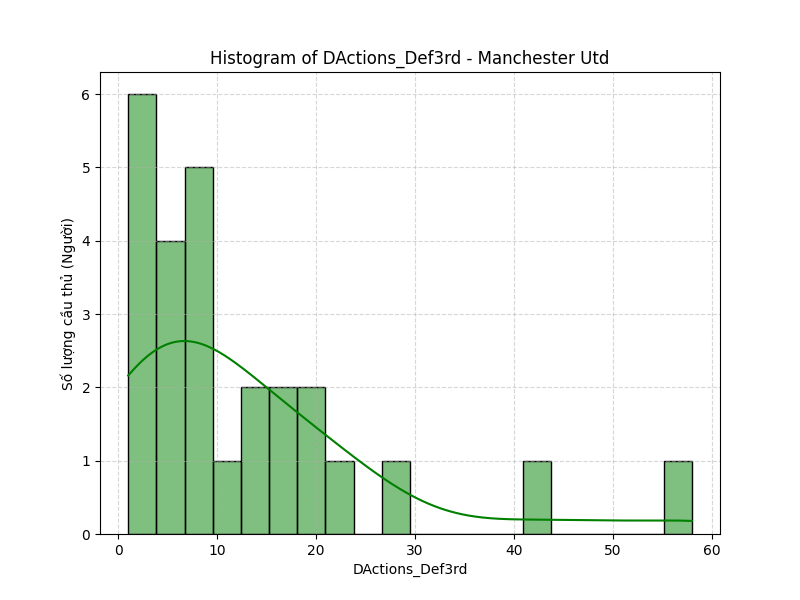 Histogram of DActions_Def3rd - Manchester Utd
Số lượng cầu thủ (Người)
6
5
4
3
2
1
0
0 10 20 30 40 50 60
DActions_Def3rd